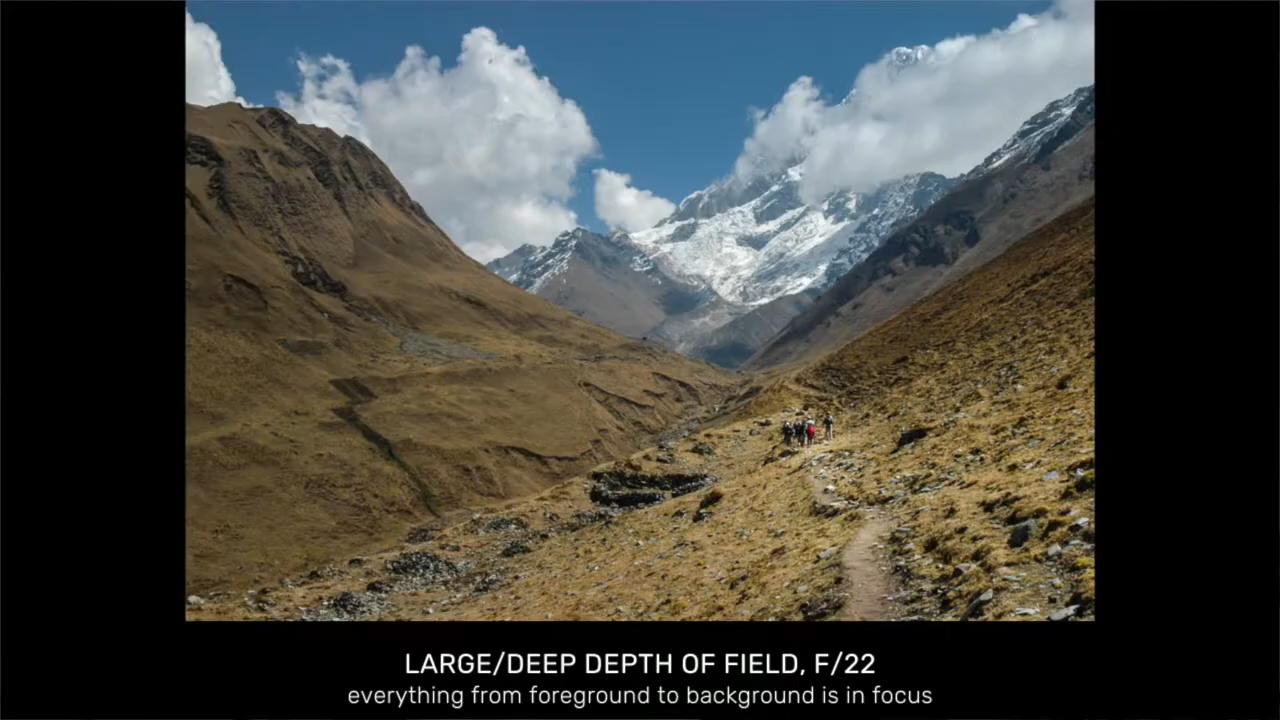 LARGE/DEEP DEPTH OF FIELD, F/22
everything from foreground to background is in focus